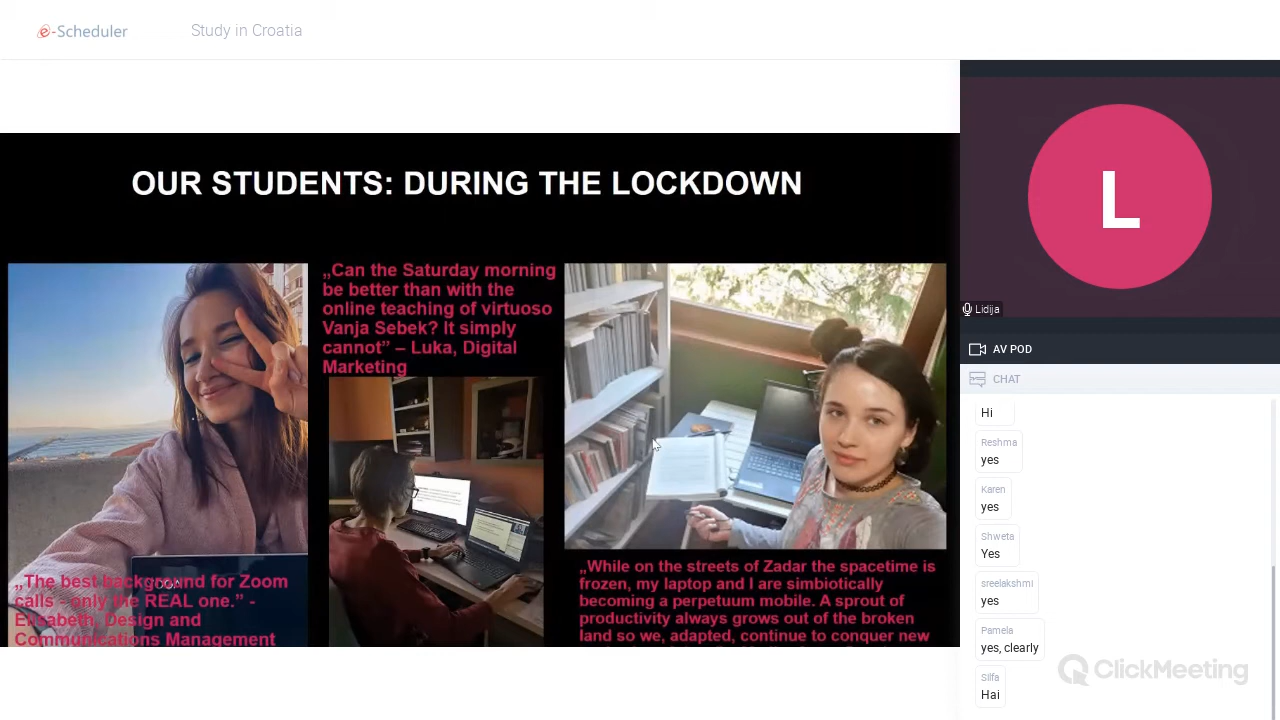 e-Scheduler
Study in Croatia
OUR STUDENTS: DURING THE LOCKDOWN
„Can the Saturday morning
be better than with the
online teaching of virtuoso
Vanja Sebek? It simply
cannot” – Luka, Digital
Marketing
„The best background for Zoom
calls - only the REAL one.” -
Elisabeth, Design and
Communications Management
„While on the streets of Zadar the spacetime is
frozen, my laptop and I are simbiotically
becoming a perpetuum mobile. A sprout of
productivity always grows out of the broken
land so we, adapted, continue to conquer new
L
Lidija
AV POD
CHAT
Hi
Reshma
yes
Karen
yes
Shweta
Yes
sreelakshmi
yes
Pamela
yes, clearly
Silfa
Hai
ClickMeeting